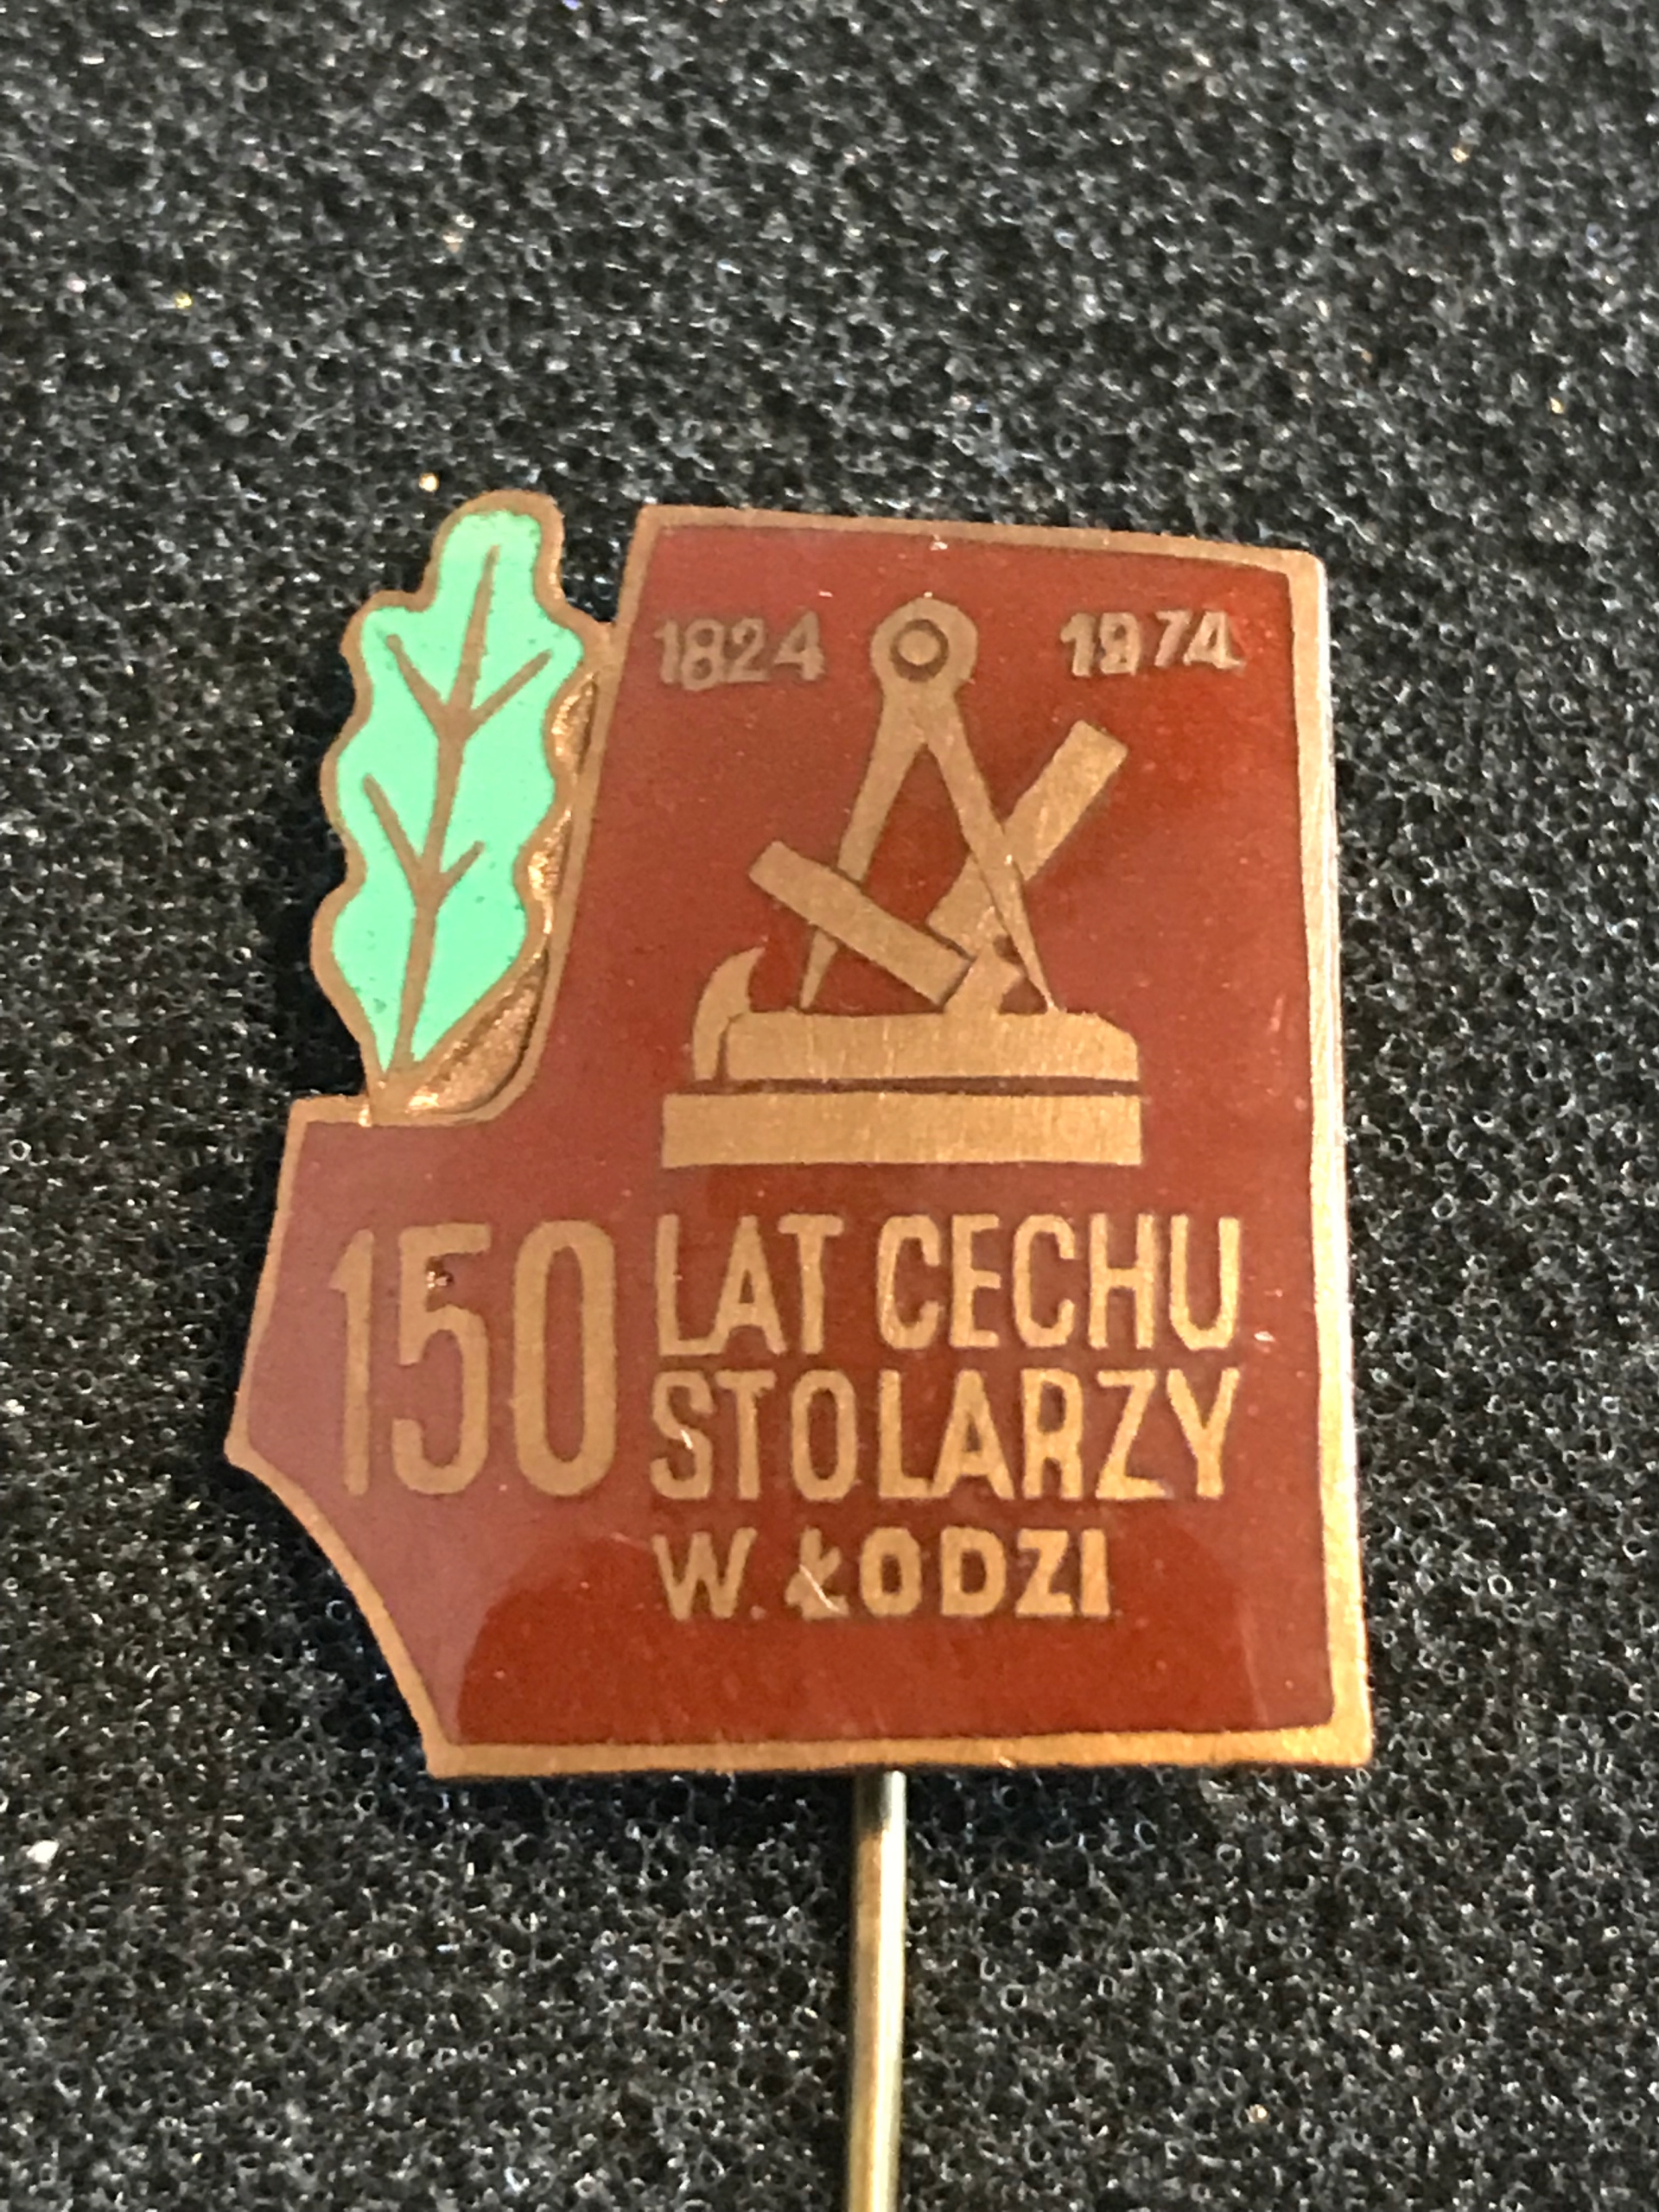 1824 1974
150 LAT CECHU
STOLARZY
W. ŁODZI